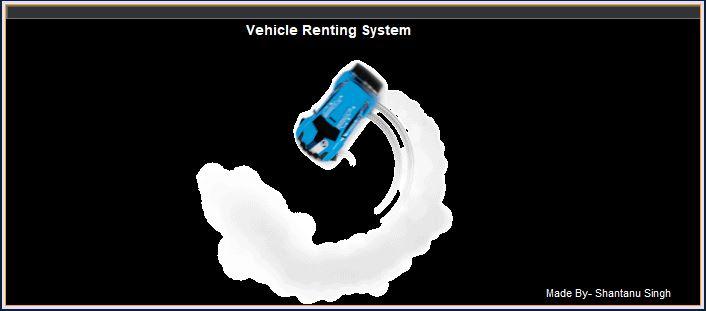 Vehicle Renting System
Made By- Shantanu Singh